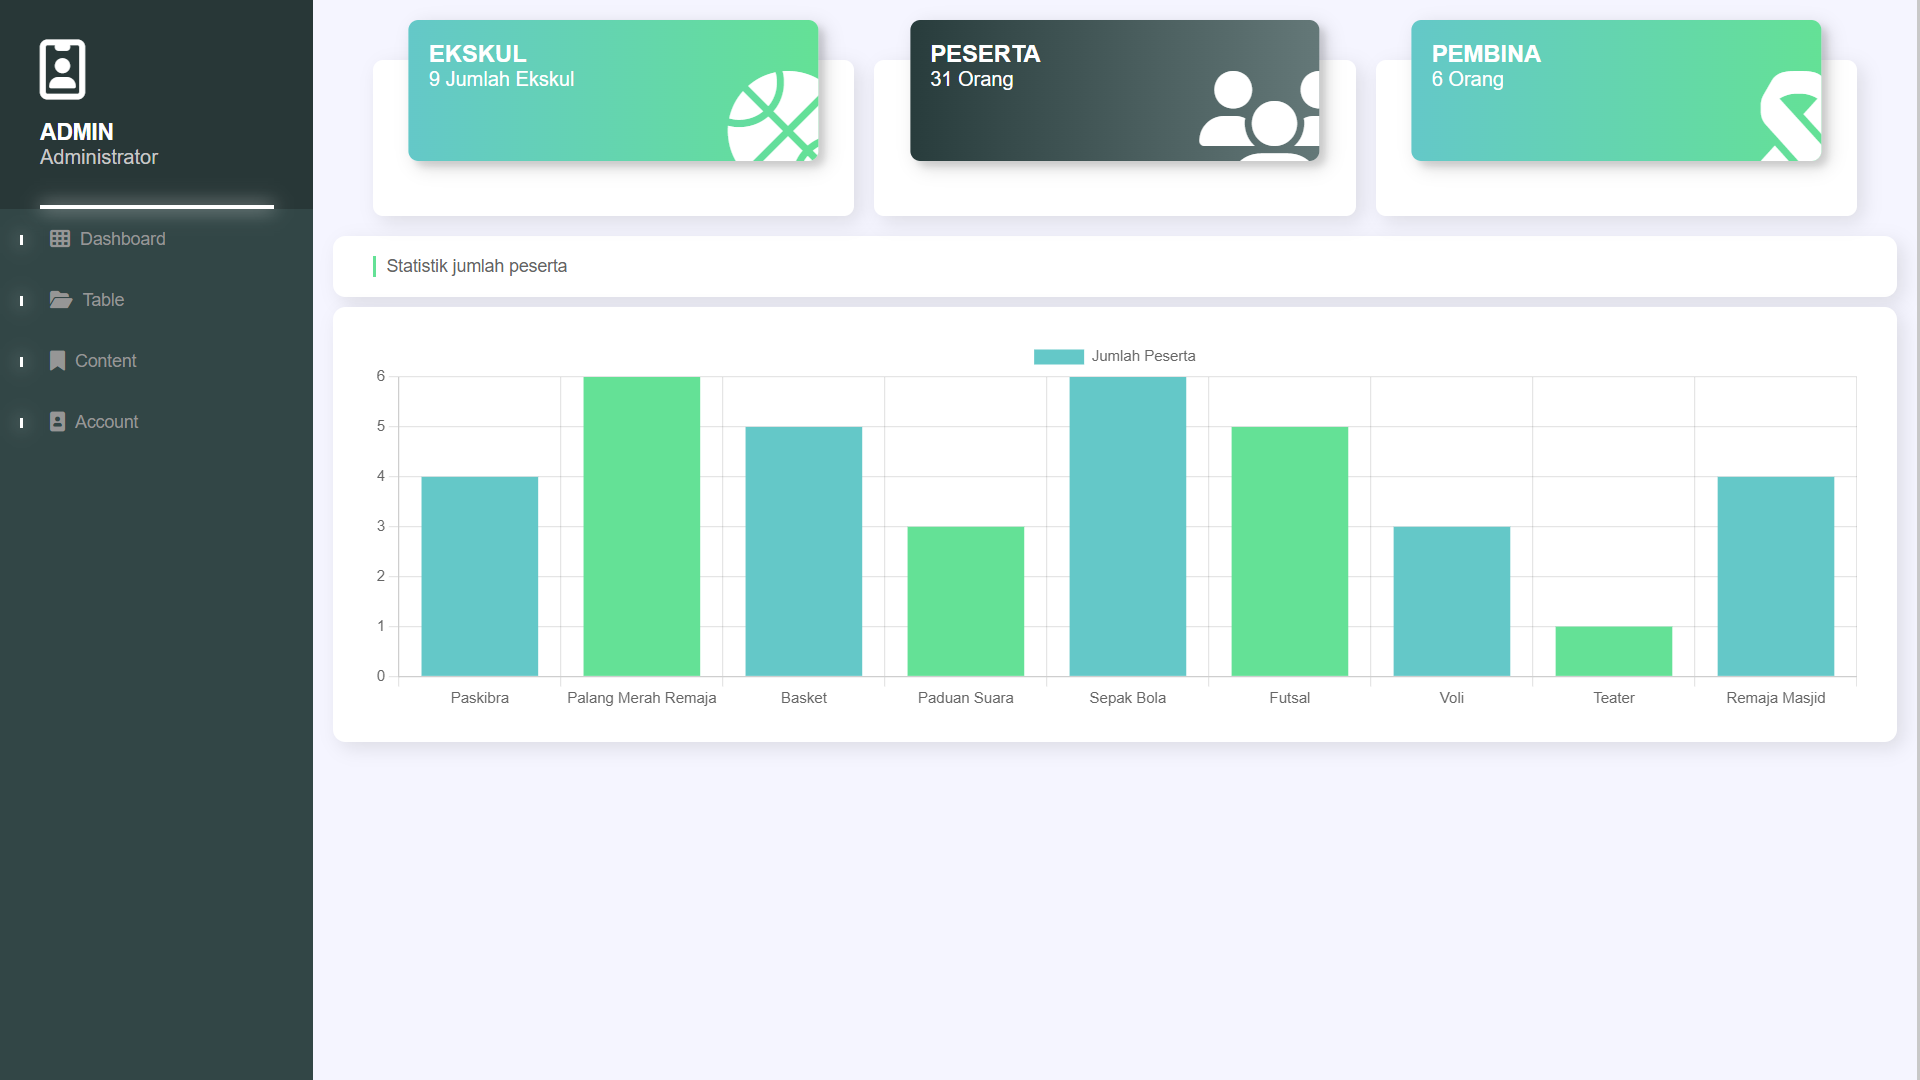 ADMIN
Administrator
Dashboard
Table
Content
Account
EKSKUL
9 Jumlah Ekskul
PESERTA
31 Orang
PEMBINA
6 Orang
Statistik jumlah peserta
Jumlah Peserta
6
5
4
3
2
1
0
Paskibra Palang Merah Remaja Basket Paduan Suara Sepak Bola Futsal Voli Teater Remaja Masjid